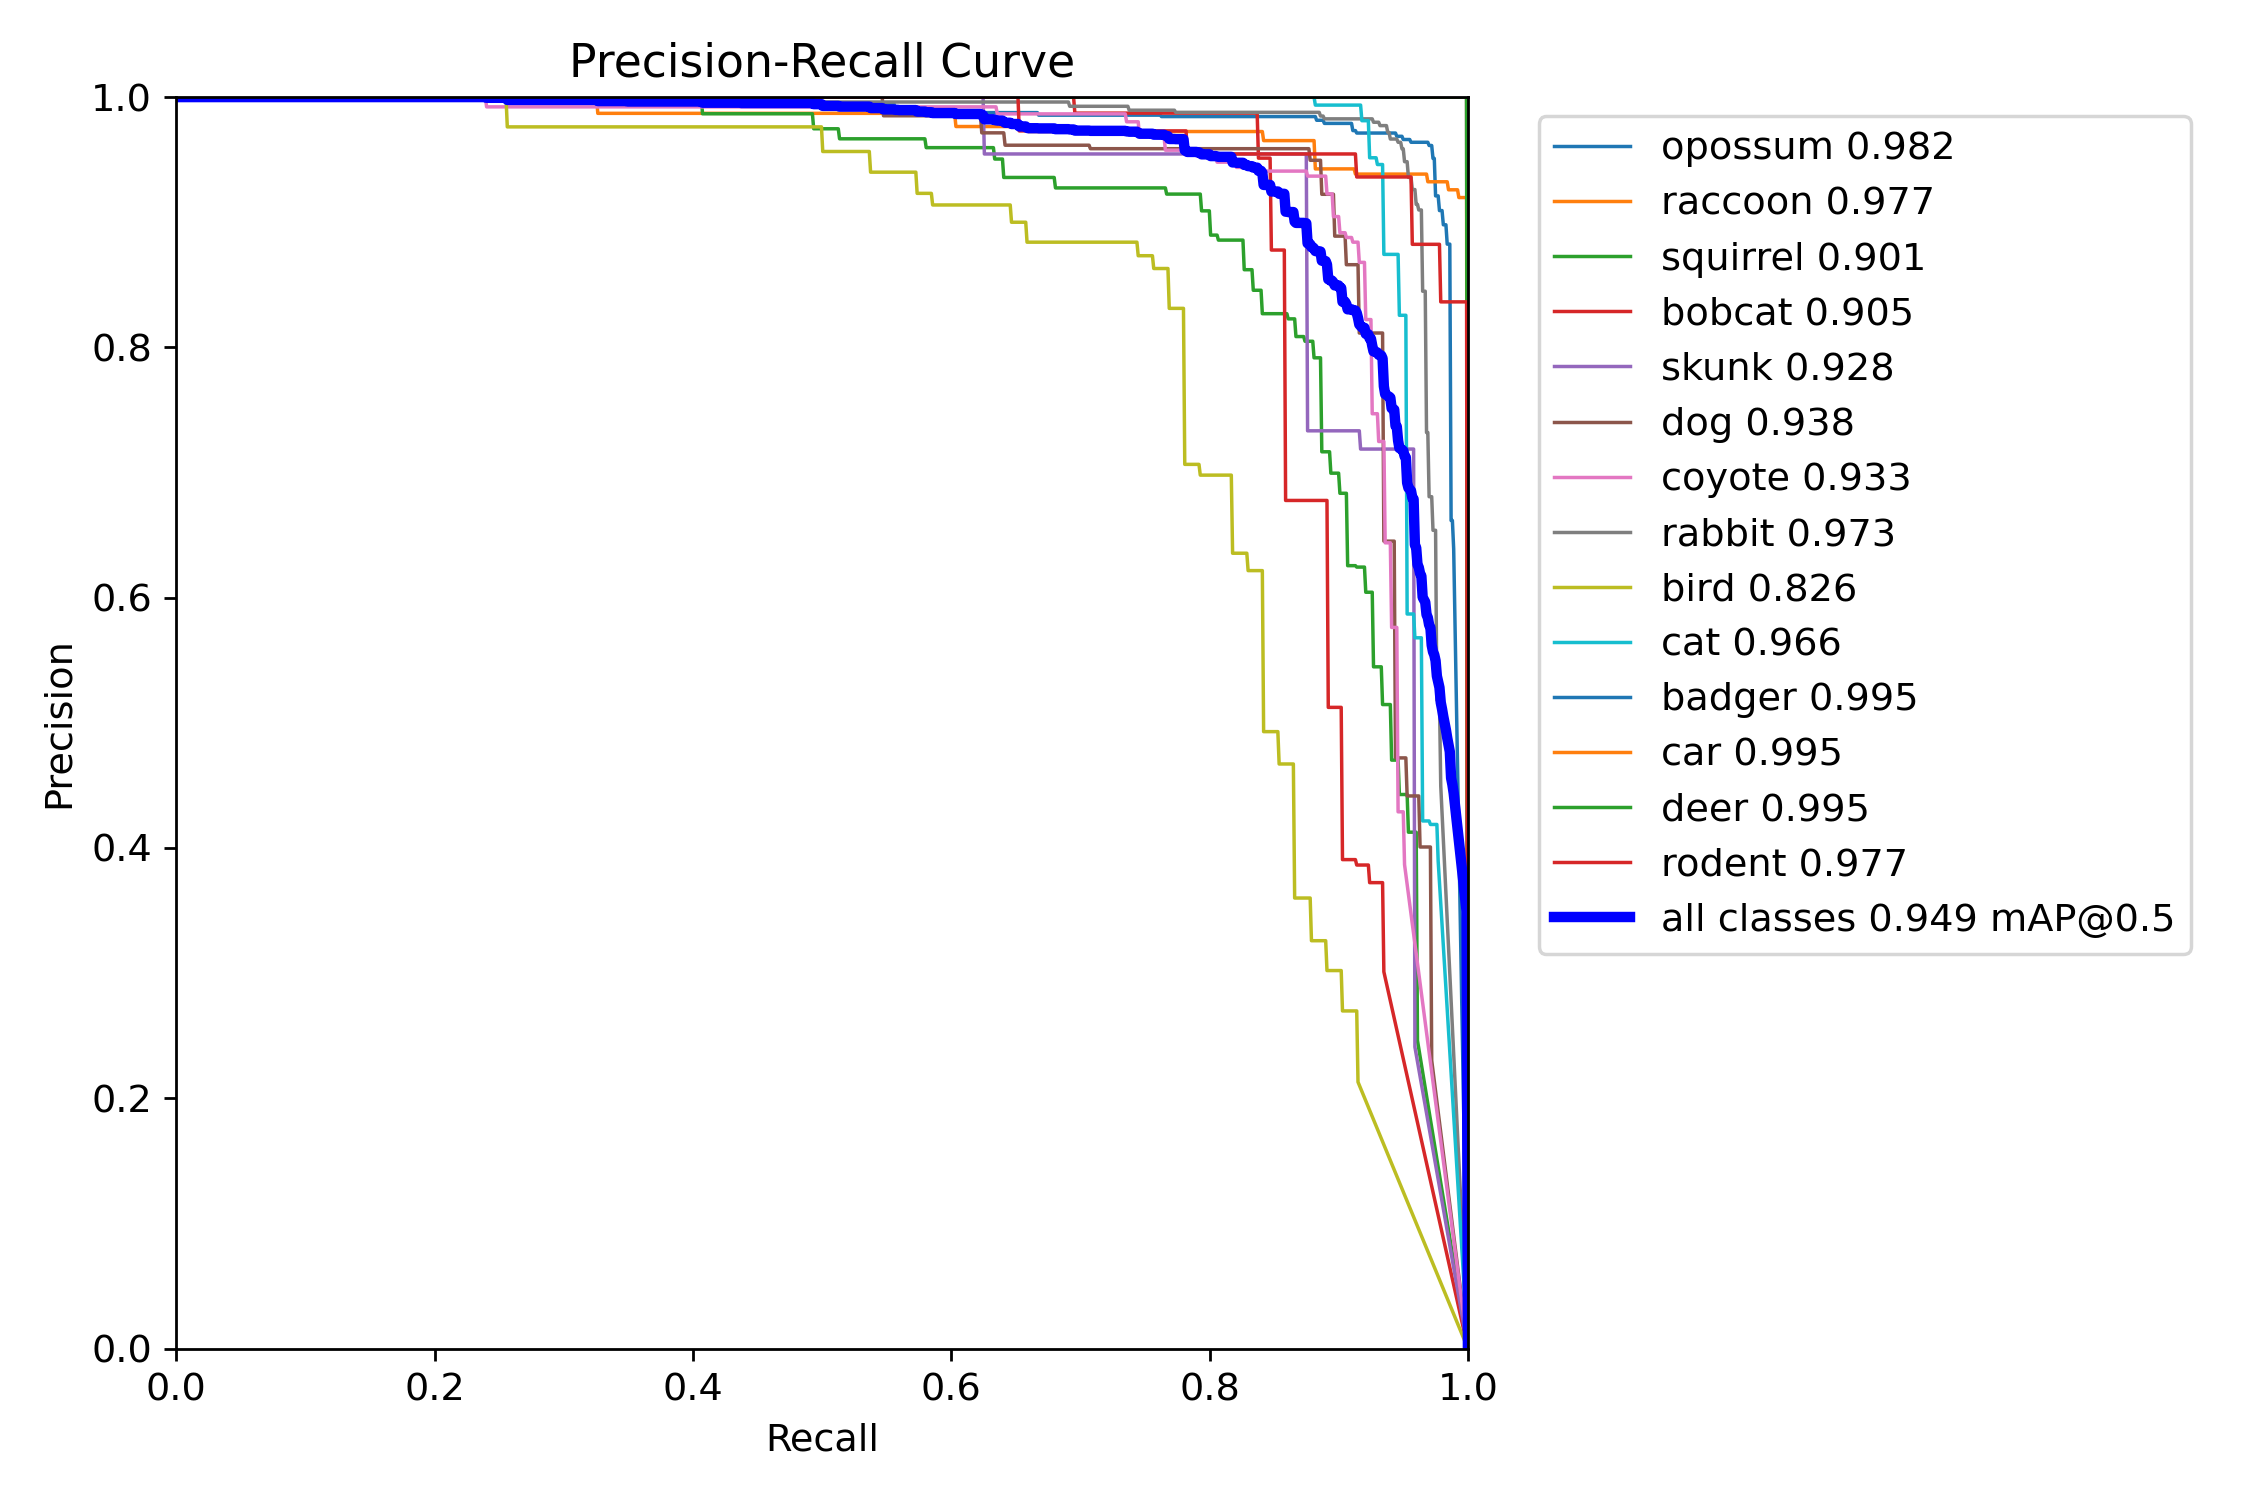 Precision-Recall Curve
1.0
0.8
0.6
0.4
0.2
0.0
Precision
0.0 0.2 0.4 0.6 0.8 1.0
Recall
opossum 0.982
raccoon 0.977
squirrel 0.901
bobcat 0.905
skunk 0.928
dog 0.938
coyote 0.933
rabbit 0.973
bird 0.826
cat 0.966
badger 0.995
car 0.995
deer 0.995
rodent 0.977
all classes 0.949 mAP@0.5